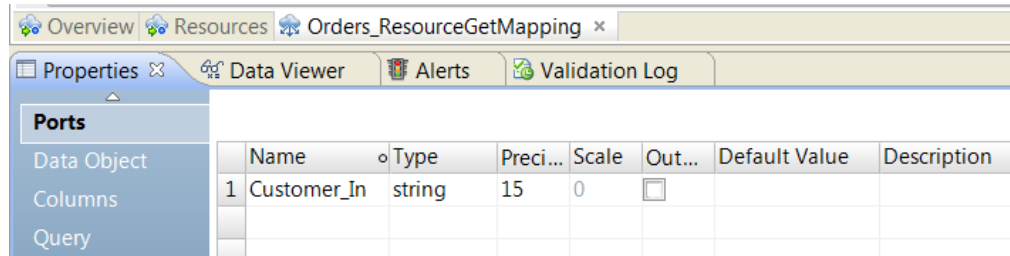 Overview Resources Orders_ResourceGetMapping
Properties Data Viewer Alerts Validation Log
Ports
Data Object
Columns
Query
Name Type Preci... Scale Out... Default Value Description
1 Customer_In string 15 0